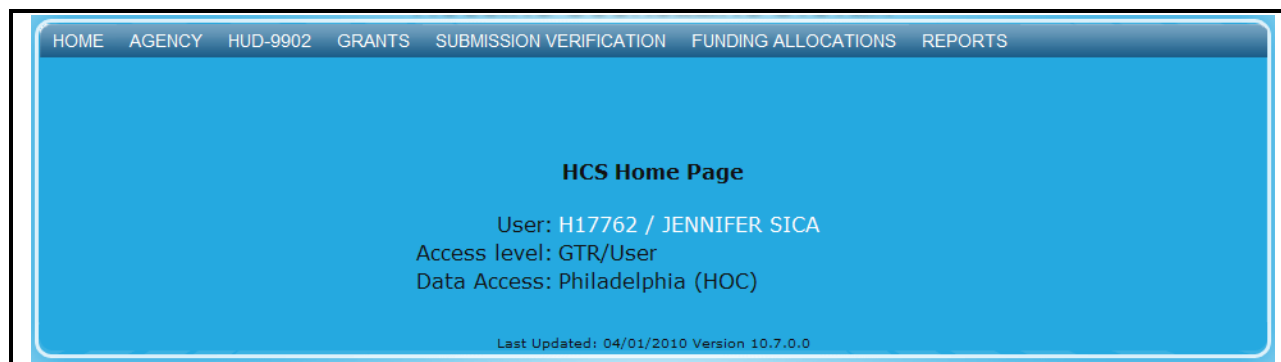 HOME AGENCY HUD-9902 GRANTS SUBMISSION VERIFICATION FUNDING ALLOCATIONS REPORTS
HCS Home Page
User: H17762 / JENNIFER SICA
Access level: GTR/User
Data Access: Philadelphia (HOC)
Last Updated: 04/01/2010 Version 10.7.0.0